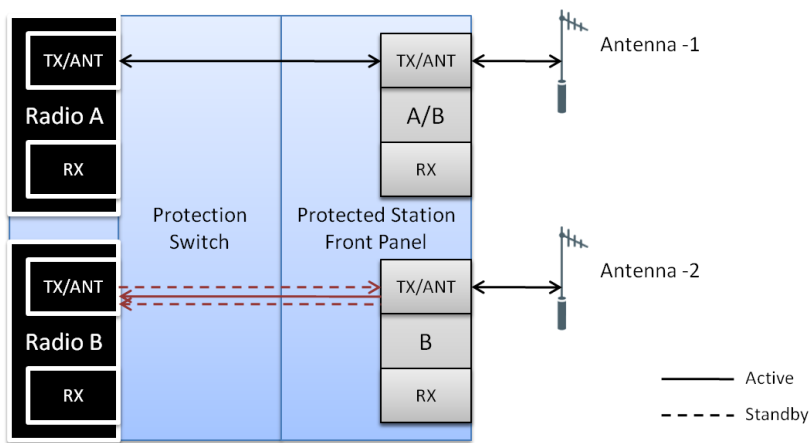 TX/ANT
Radio A
RX
TX/ANT
A/B
RX
Antenna -1
Protection
Switch
Protected Station
Front Panel
TX/ANT
Radio B
RX
TX/ANT
B
RX
Antenna -2
Active
Standby